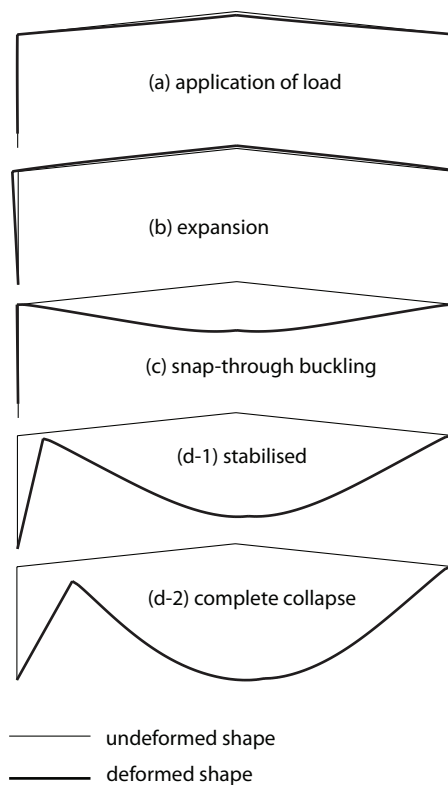 (a) application of load
(b) expansion
(c) snap-through buckling
(d-1) stabilised
(d-2) complete collapse
undeformed shape
deformed shape